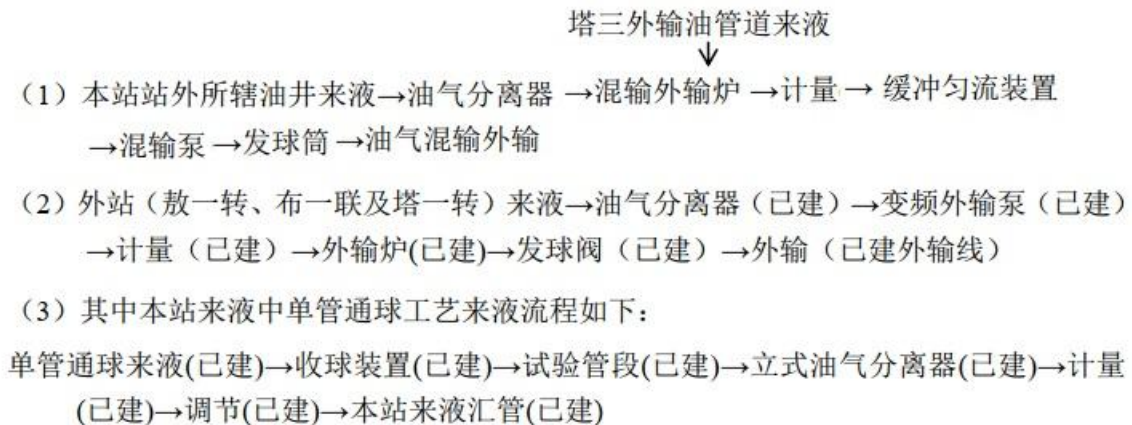 塔三外输油管道来液
↓
（1）本站站外所辖油井来液→油气分离器 →混输外输炉 →计量→ 缓冲匀流装置
→混输泵 →发球筒 →油气混输外输
（2）外站（敖一转、布一联及塔一转）来液→油气分离器（已建）→变频外输泵（已建）
→计量（已建）→外输炉(已建)→发球阀（已建）→外输（已建外输线）
（3）其中本站来液中单管通球工艺来液流程如下：
单管通球来液(已建)→收球装置(已建)→试验管段(已建)→立式油气分离器(已建)→计量
(已建)→调节(已建)→本站来液汇管(已建)